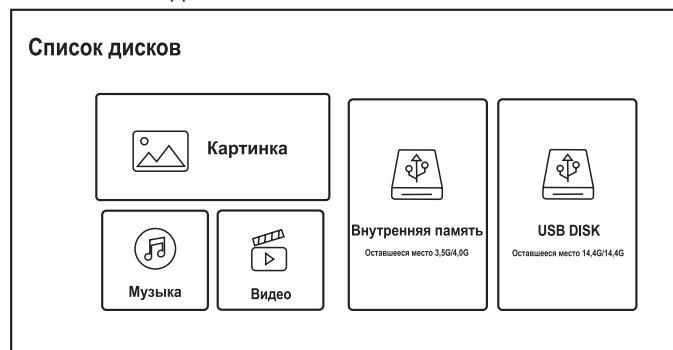 Список дисков
Картинка
Музыка
Видео
Внутренняя память
Оставшееся место 3,5G/4,0G
USB DISK
Оставшееся место 14,4G/14,4G